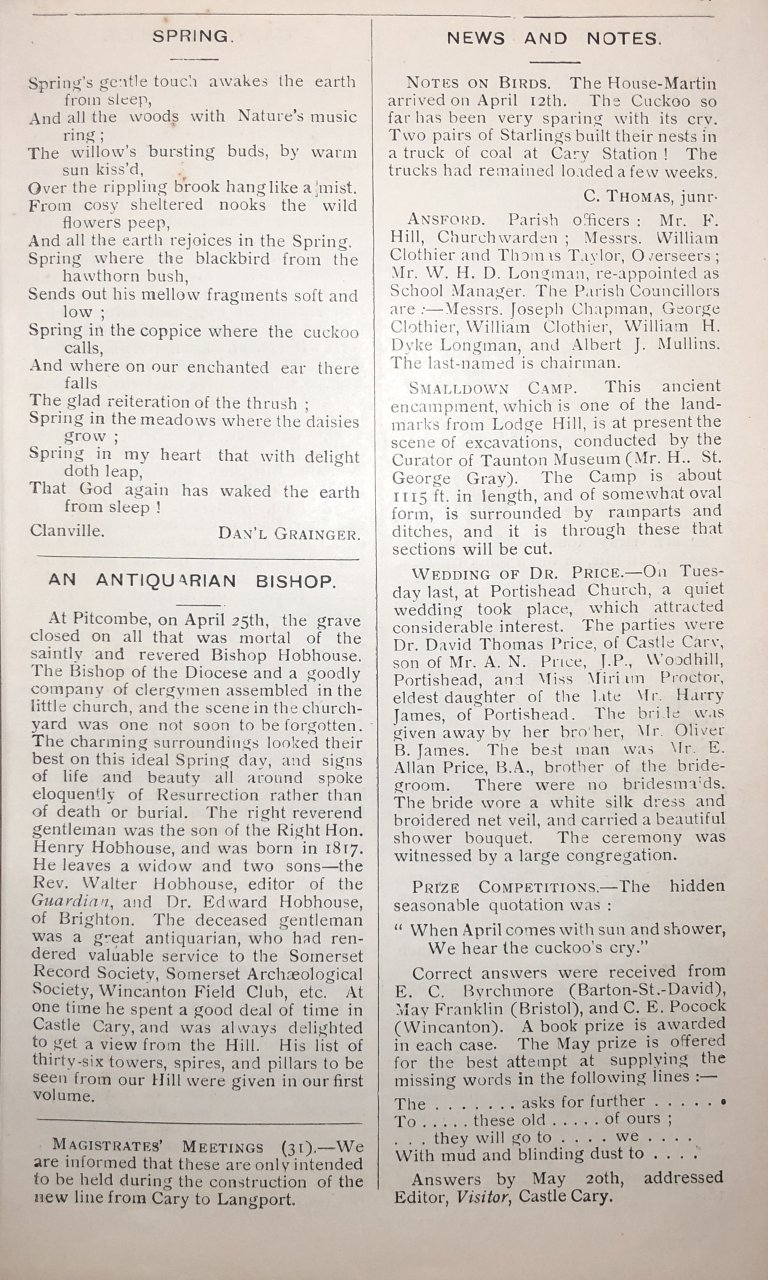 SPRING.
Spring's gentle touch awakes the earth
from sleep,
And all the woods with Nature's music
ring ;
The willow's bursting buds, by warm
sun kiss'd,
Over the rippling brook hang like a mist.
From cosy sheltered nooks the wild
flowers peep,
And all the earth rejoices in the Spring.
Spring where the blackbird from the
hawthorn bush,
Sends out his mellow fragments soft and
low ;
Spring in the coppice where the cuckoo
calls,
And where on our enchanted ear there
falls
The glad reiteration of the thrush ;
Spring in the meadows where the daisies
grow ;
Spring in my heart that with delight
doth leap,
That God again has waked the earth
from sleep !
Clanville. DAN'L GRAINGER.
AN ANTIQUARIAN BISHOP.
At Pitcombe, on April 25th, the grave
closed on all that was mortal of the
saintly and revered Bishop Hobhouse.
The Bishop of the Diocese and a goodly
company of clergymen assembled in the
little church, and the scene in the church-
yard was one not soon to be forgotten.
The charming surroundings looked their
best on this ideal Spring day, and signs
of life and beauty all around spoke
eloquently of Resurrection rather than
of death or burial. The right reverend
gentleman was the son of the Right Hon.
Henry Hobhouse, and was born in 1817.
He leaves a widow and two sons—the
Rev. Walter Hobhouse, editor of the
Guardian, and Dr. Edward Hobhouse,
of Brighton. The deceased gentleman
was a great antiquarian, who had ren-
dered valuable service to the Somerset
Record Society, Somerset Archæological
Society, Wincanton Field Club, etc. At
one time he spent a good deal of time in
Castle Cary, and was always delighted
to get a view from the Hill. His list of
thirty-six towers, spires, and pillars to be
seen from our Hill were given in our first
volume.
MAGISTRATES' MEETINGS (31).—We
are informed that these are only intended
to be held during the construction of the
new line from Cary to Langport.
NEWS AND NOTES.
NOTES ON BIRDS. The House-Martin
arrived on April 12th. The Cuckoo so
far has been very sparing with its cry.
Two pairs of Starlings built their nests in
a truck of coal at Cary Station ! The
trucks had remained loaded a few weeks.
C. THOMAS, junr.
ANSFORD. Parish officers : Mr. F.
Hill, Churchwarden ; Messrs. William
Clothier and Thomas Taylor, Overseers ;
Mr. W. H. D. Longman, re-appointed as
School Manager. The Parish Councillors
are :—Messrs. Joseph Chapman, George
Clothier, William Clothier, William H.
Dyke Longman, and Albert J. Mullins.
The last-named is chairman.
SMALLDOWN CAMP. This ancient
encampment, which is one of the land-
marks from Lodge Hill, is at present the
scene of excavations, conducted by the
Curator of Taunton Museum (Mr. H.. St.
George Gray). The Camp is about
1115 ft. in length, and of somewhat oval
form, is surrounded by ramparts and
ditches, and it is through these that
sections will be cut.
WEDDING OF DR. PRICE.—On Tues-
day last, at Portishead Church, a quiet
wedding took place, which attracted
considerable interest. The parties were
Dr. David Thomas Price, of Castle Cary,
son of Mr. A. N. Price, J.P., Woodhill,
Portishead, and Miss Miriam Proctor,
eldest daughter of the late Mr. Harry
James, of Portishead. The bride was
given away by her brother, Mr. Oliver
B. James. The best man was Mr. E.
Allan Price, B.A., brother of the bride-
groom. There were no bridesmaids.
The bride wore a white silk dress and
broidered net veil, and carried a beautiful
shower bouquet. The ceremony was
witnessed by a large congregation.
PRIZE COMPETITIONS.—The hidden
seasonable quotation was :
" When April comes with sun and shower,
We hear the cuckoo's cry."
Correct answers were received from
E. C. Byrchmore (Barton-St.-David),
May Franklin (Bristol), and C. E. Pocock
(Wincanton). A book prize is awarded
in each case. The May prize is offered
for the best attempt at supplying the
missing words in the following lines :—
The . . . . . . . asks for further . . . . . .
To . . . . . these old . . . . . of ours ;
. . . they will go to . . . . we . . . .
With mud and blinding dust to . . . .
Answers by May 20th, addressed
Editor, Visitor, Castle Cary.